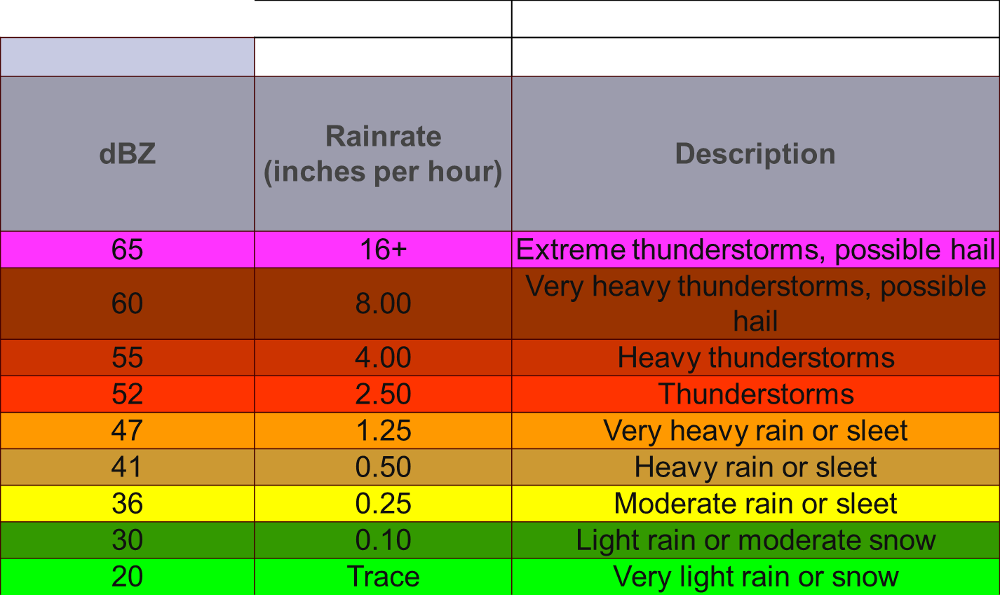 dBZ
Rainrate
(inches per hour)
Description
65 16+ Extreme thunderstorms, possible hail
60 8.00 Very heavy thunderstorms, possible
hail
55 4.00 Heavy thunderstorms
52 2.50 Thunderstorms
47 1.25 Very heavy rain or sleet
41 0.50 Heavy rain or sleet
36 0.25 Moderate rain or sleet
30 0.10 Light rain or moderate snow
20 Trace Very light rain or snow